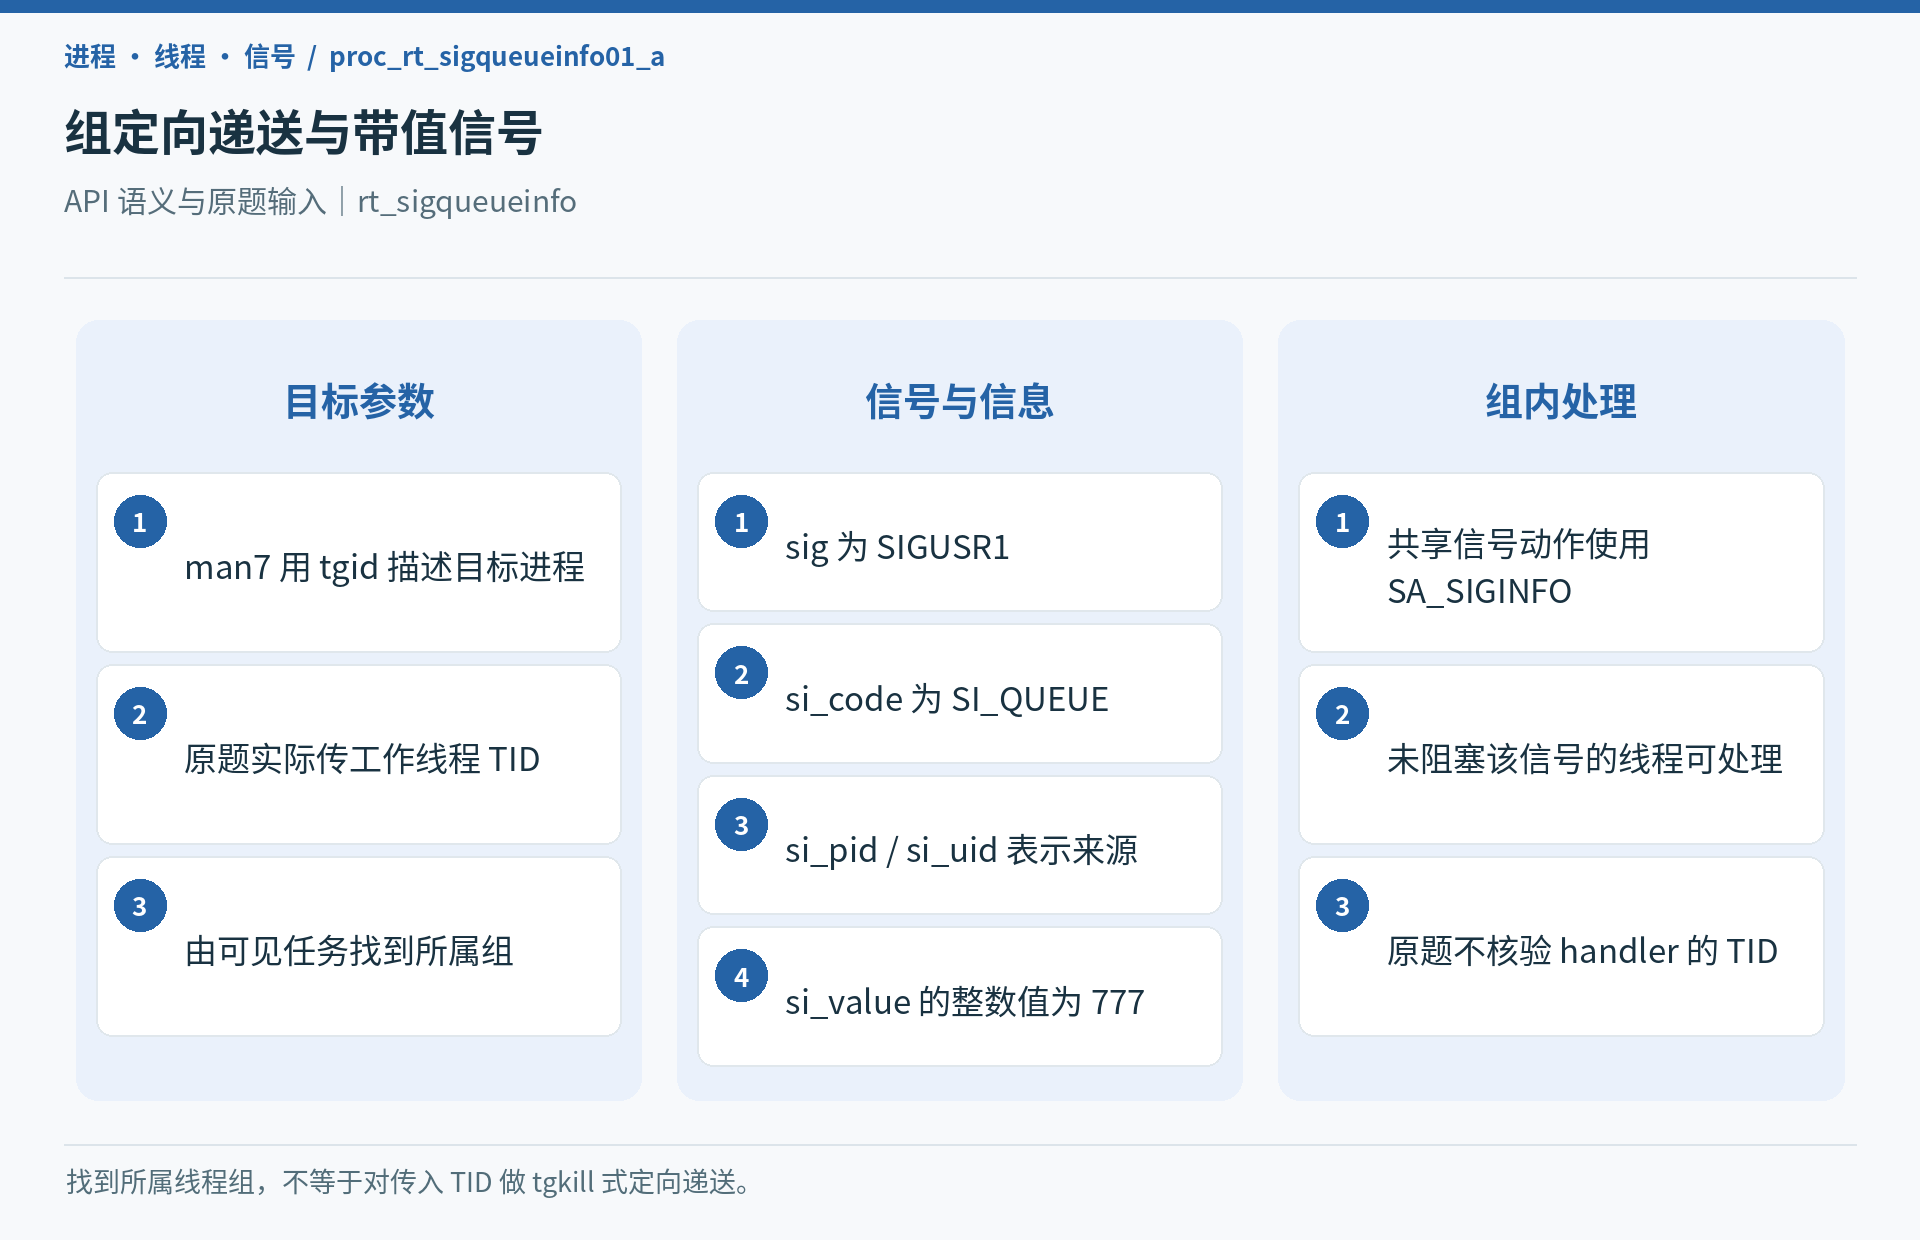 进程 · 线程 · 信号 / proc_rt_sigqueueinfo01_a
组定向递送与带值信号
API 语义与原题输入｜rt_sigqueueinfo
目标参数
1
man7 用 tgid 描述目标进程
2
原题实际传工作线程 TID
3
由可见任务找到所属组
信号与信息
1
sig 为 SIGUSR1
2
si_code 为 SI_QUEUE
3
si_pid / si_uid 表示来源
4
si_value 的整数值为 777
组内处理
1
共享信号动作使用
SA_SIGINFO
2
未阻塞该信号的线程可处理
3
原题不核验 handler 的 TID
找到所属线程组，不等于对传入 TID 做 tgkill 式定向递送。